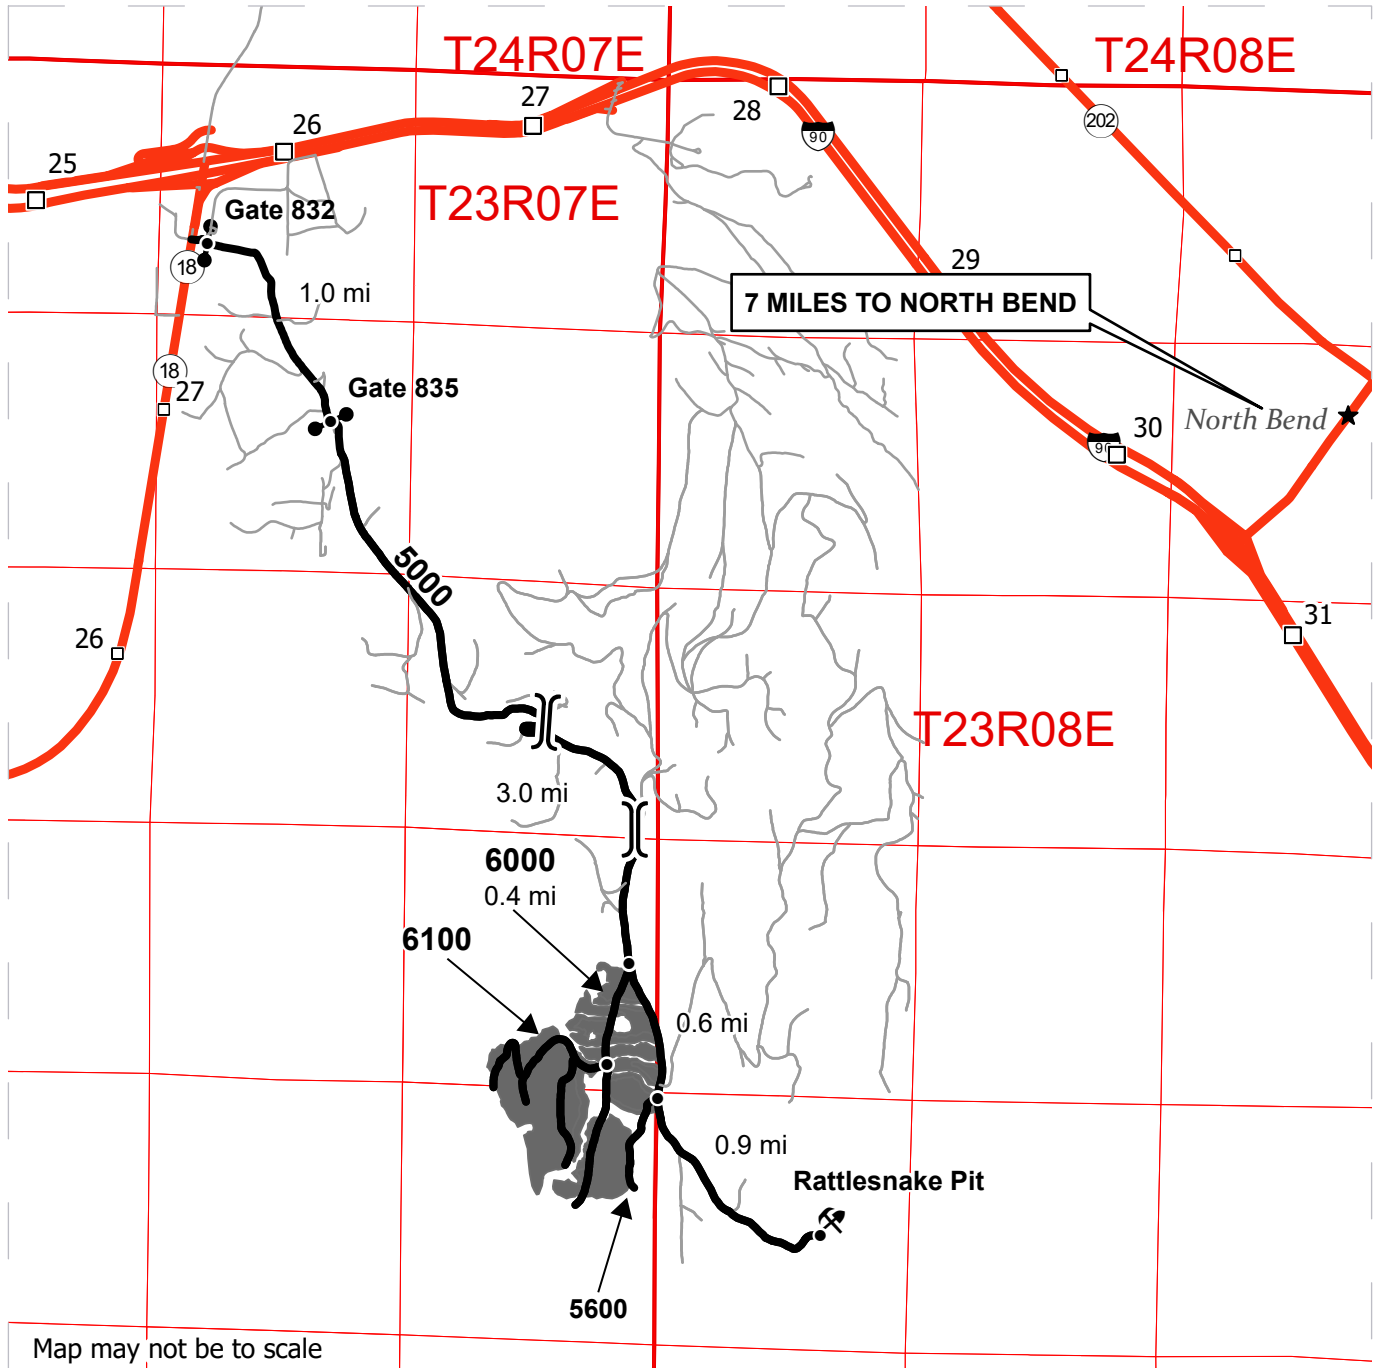 T24R07E
T24R08E
27
28
26
202
90
25
T23R07E
Gate 832
29
18
1.0 mi
7 MILES TO NORTH BEND
18
27
Gate 835
North Bend
30
90
5000
31
26
T23R08E
3.0 mi
6000
0.4 mi
6100
0.6 mi
0.9 mi
Rattlesnake Pit
5600
Map may not be to scale